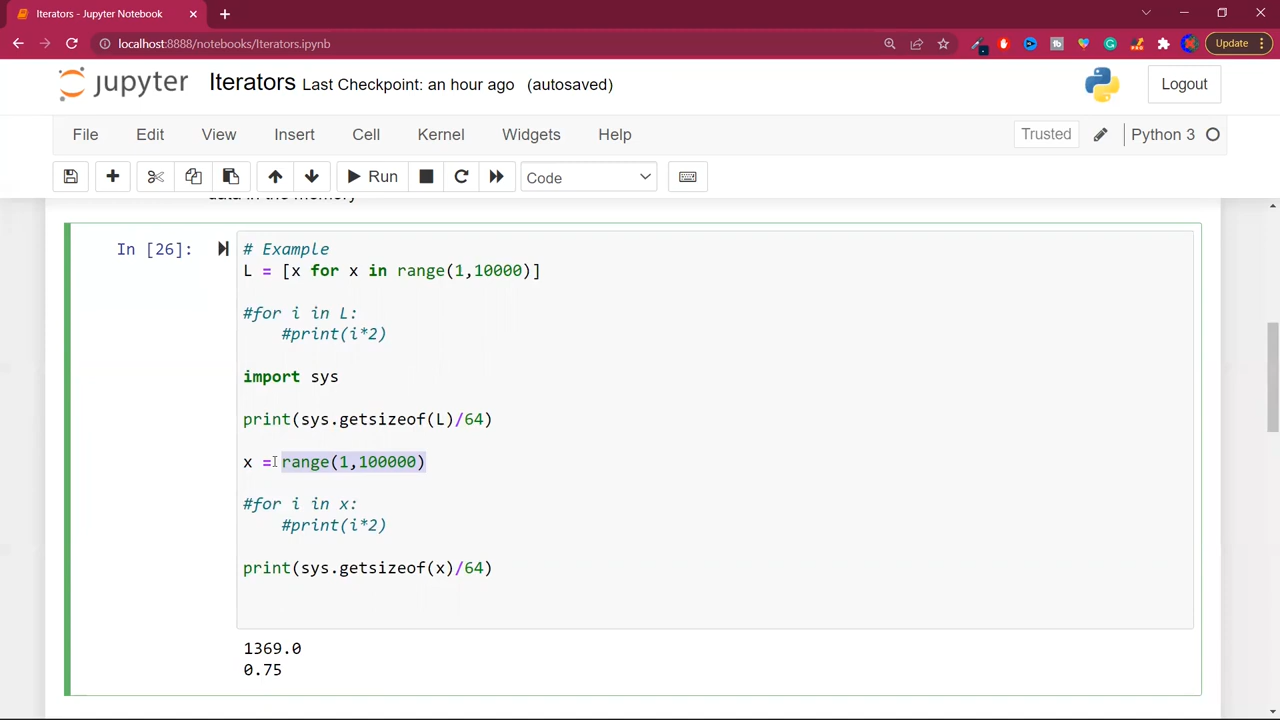 Iterators - Jupyter Notebook
localhost:8888/notebooks/Iterators.ipynb
Update
jupyter Iterators Last Checkpoint: an hour ago (autosaved)
Logout
File Edit View Insert Cell Kernel Widgets Help
Trusted Python 3
Run Code
data in the memory
In [26]:
# Example
L = [x for x in range(1,10000)]
#for i in L:
#print(i*2)
import sys
print(sys.getsizeof(L)/64)
x = range(1,100000)
#for i in x:
#print(i*2)
print(sys.getsizeof(x)/64)
1369.0
0.75